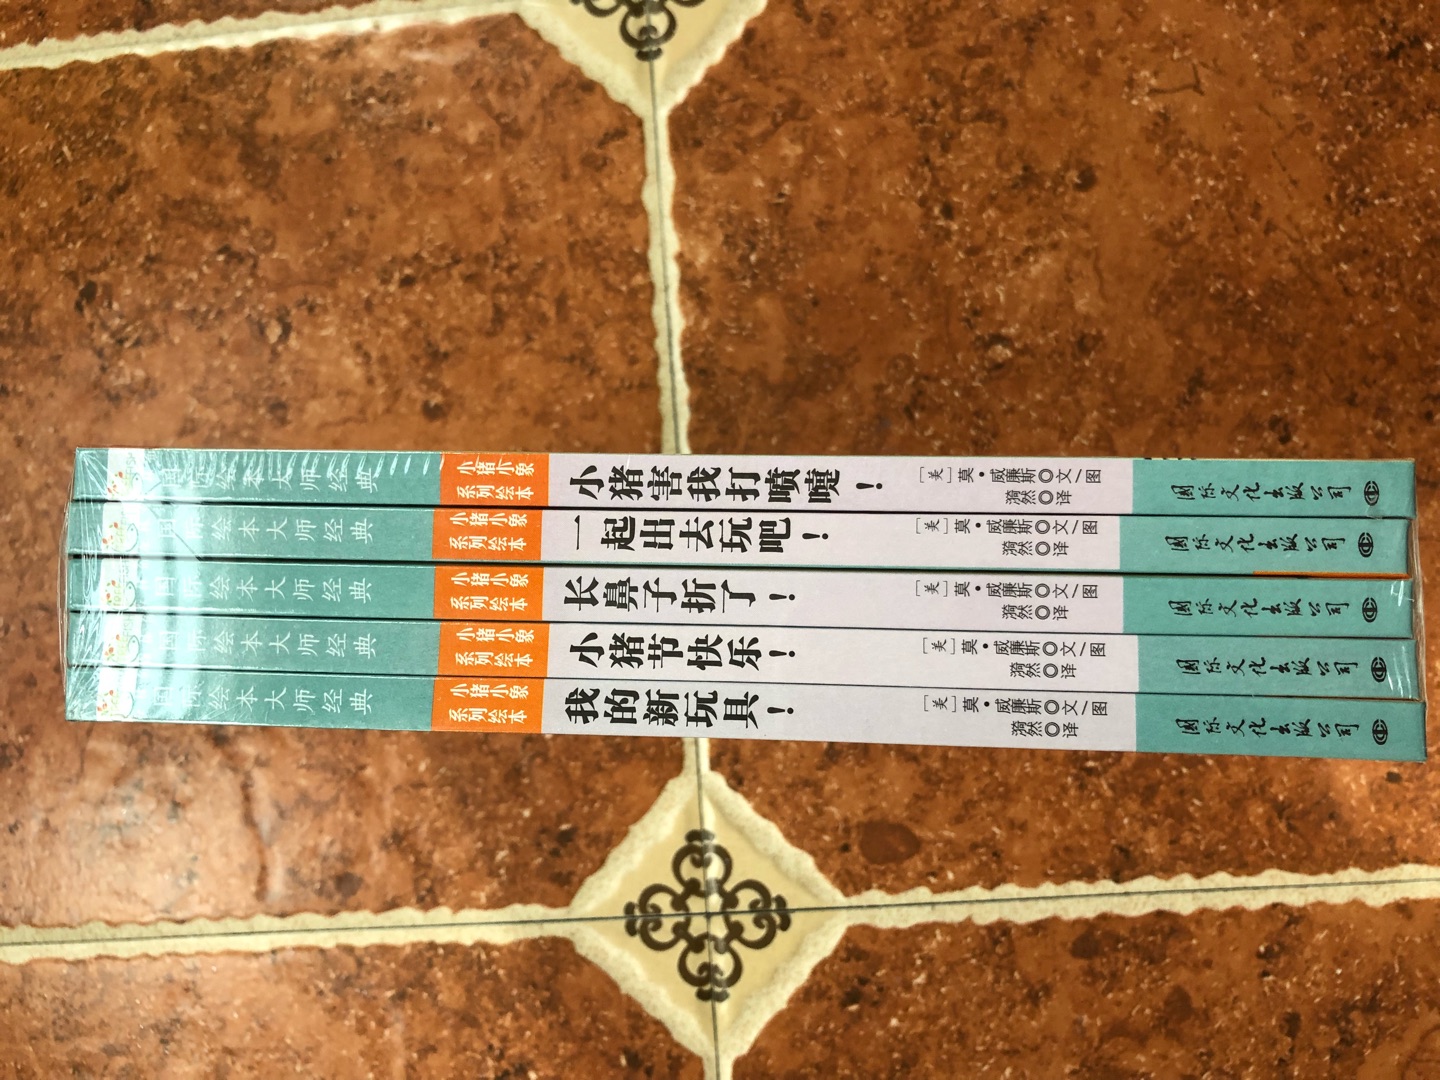 国际绘本大师经典
小猪小象
系列绘本
小猪害我打喷嚏！
［美］莫·威廉斯◎文/图
漪然◎译
国际文化出版公司
国际绘本大师经典
小猪小象
系列绘本
一起出去玩吧！
［美］莫·威廉斯◎文/图
漪然◎译
国际文化出版公司
国际绘本大师经典
小猪小象
系列绘本
长鼻子折了！
［美］莫·威廉斯◎文/图
漪然◎译
国际文化出版公司
国际绘本大师经典
小猪小象
系列绘本
小猪节快乐！
［美］莫·威廉斯◎文/图
漪然◎译
国际文化出版公司
国际绘本大师经典
小猪小象
系列绘本
我的新玩具！
［美］莫·威廉斯◎文/图
漪然◎译
国际文化出版公司